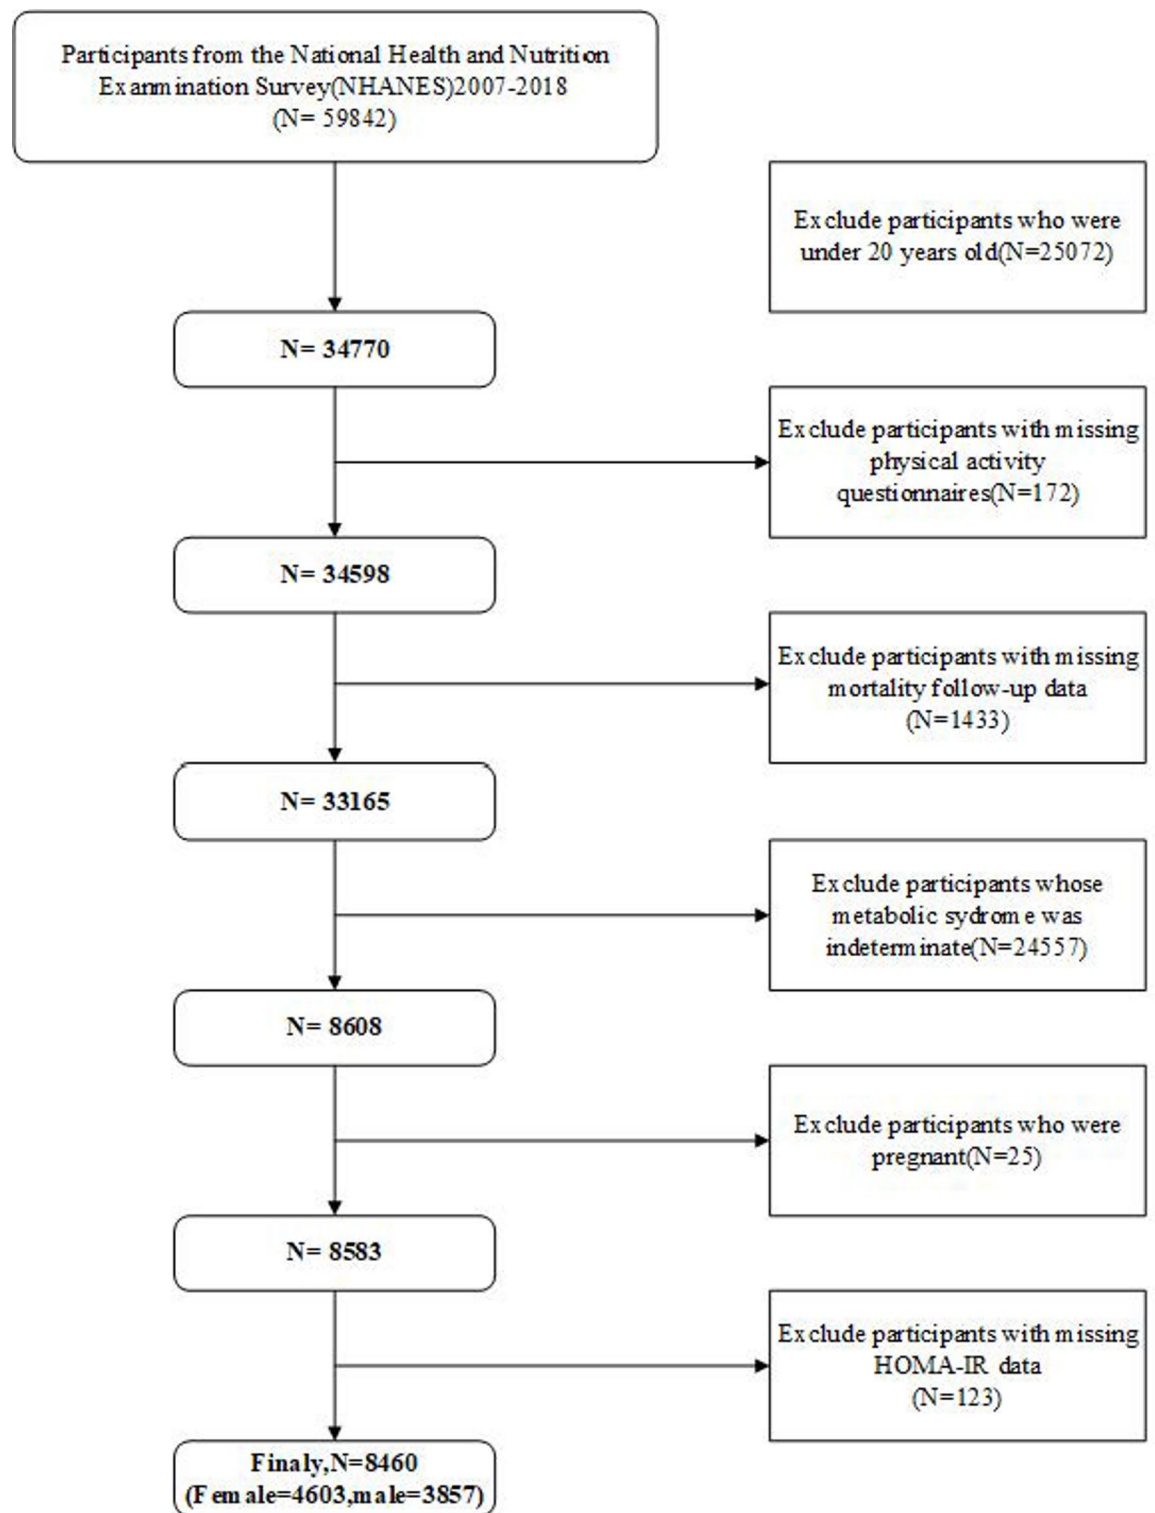 Participants from the National Health and Nutrition
Exanmination Survey(NHANES)2007-2018
(N= 59842)
Exclude participants who were
under 20 years old(N=25072)
N= 34770
Exclude participants with missing
physical activity
questionnaires(N=172)
N= 34598
Exclude participants with missing
mortality follow-up data
(N=1433)
N= 33165
Exclude participants whose
metabolic sydrome was
indeterminate(N=24557)
N= 8608
Exclude participants who were
pregnant(N=25)
N= 8583
Exclude participants with missing
HOMA-IR data
(N=123)
Finaly,N=8460
(Female=4603,male=3857)